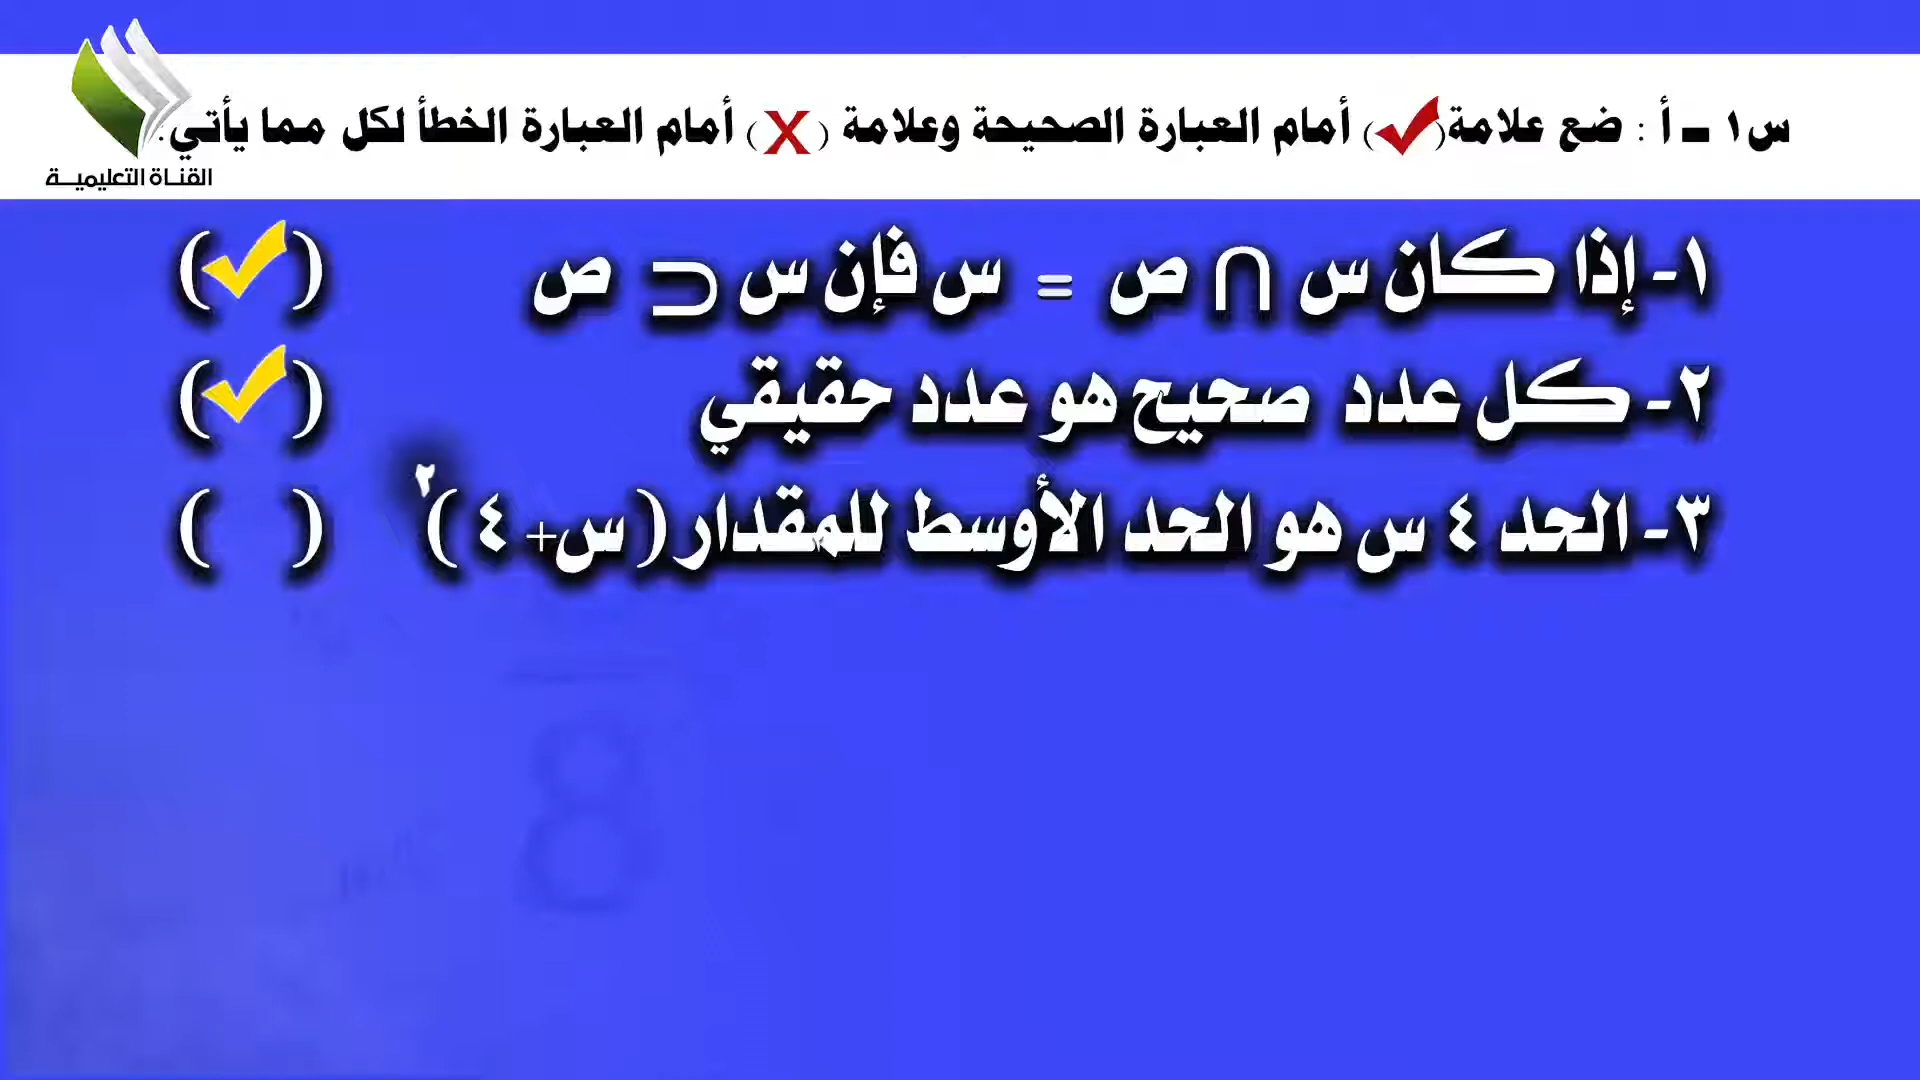 س١ ـ أ : ضع علامة (✓) أمام العبارة الصحيحة وعلامة (X) أمام العبارة الخطأ لكل مما يأتي:
القناة التعليمية
١- إذا كان س ∩ ص = س فإن س ⊂ ص (✓)
٢- كل عدد صحيح هو عدد حقيقي (✓)
٣- الحد ٤ س هو الحد الأوسط للمقدار (س+ ٤)² ( )